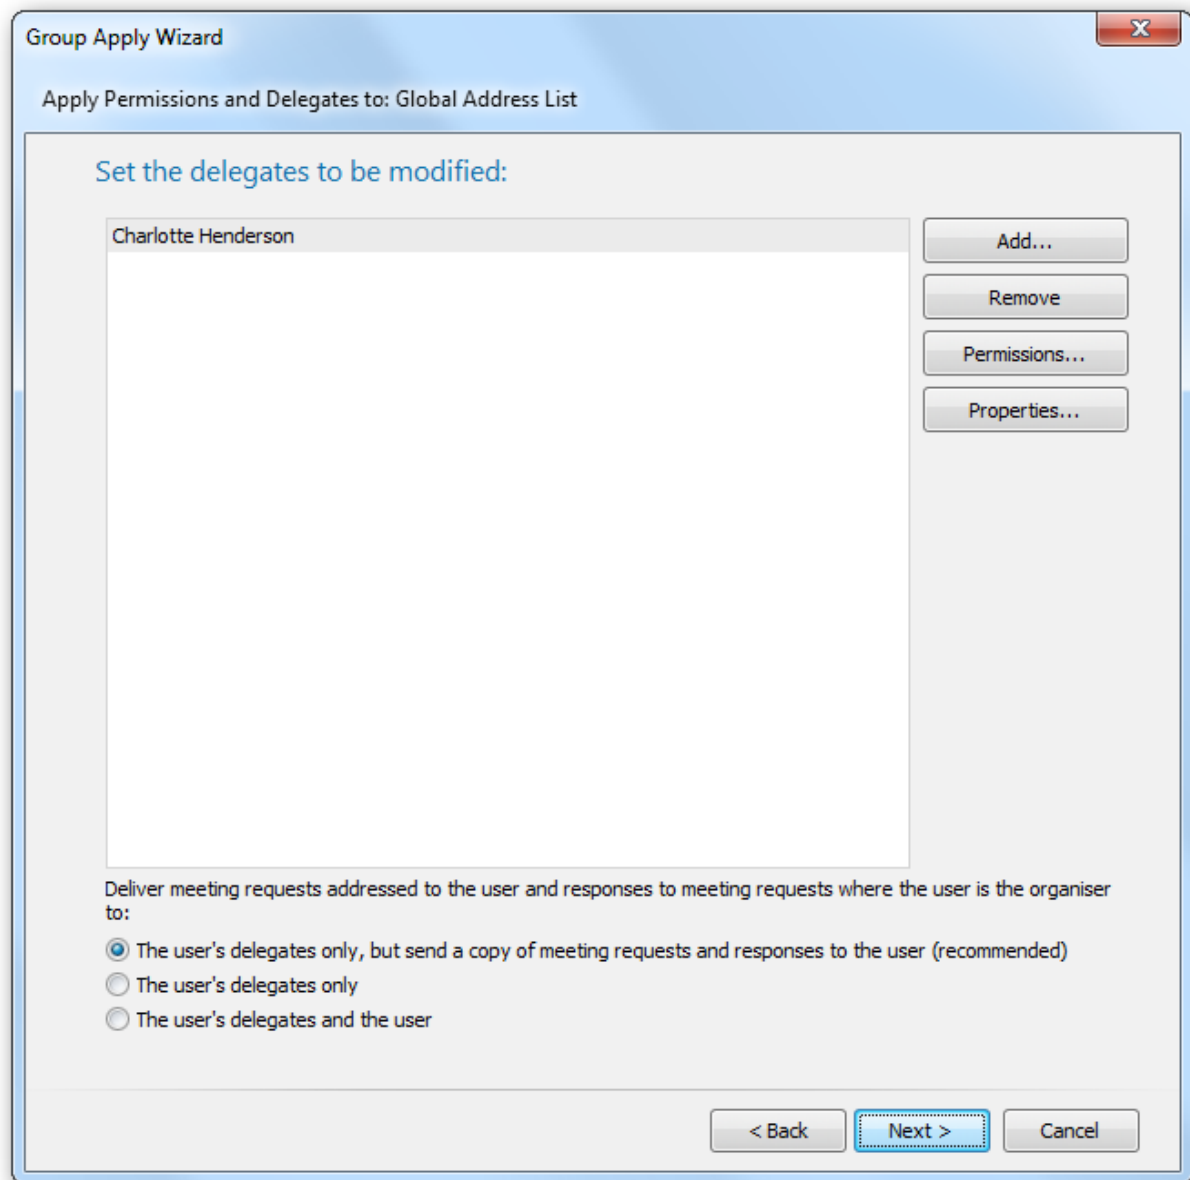 Group Apply Wizard
Apply Permissions and Delegates to: Global Address List
Set the delegates to be modified:
Charlotte Henderson
Add...
Remove
Permissions...
Properties...
Deliver meeting requests addressed to the user and responses to meeting requests where the user is the organiser
to:
The user's delegates only, but send a copy of meeting requests and responses to the user (recommended)
The user's delegates only
The user's delegates and the user
< Back
Next >
Cancel